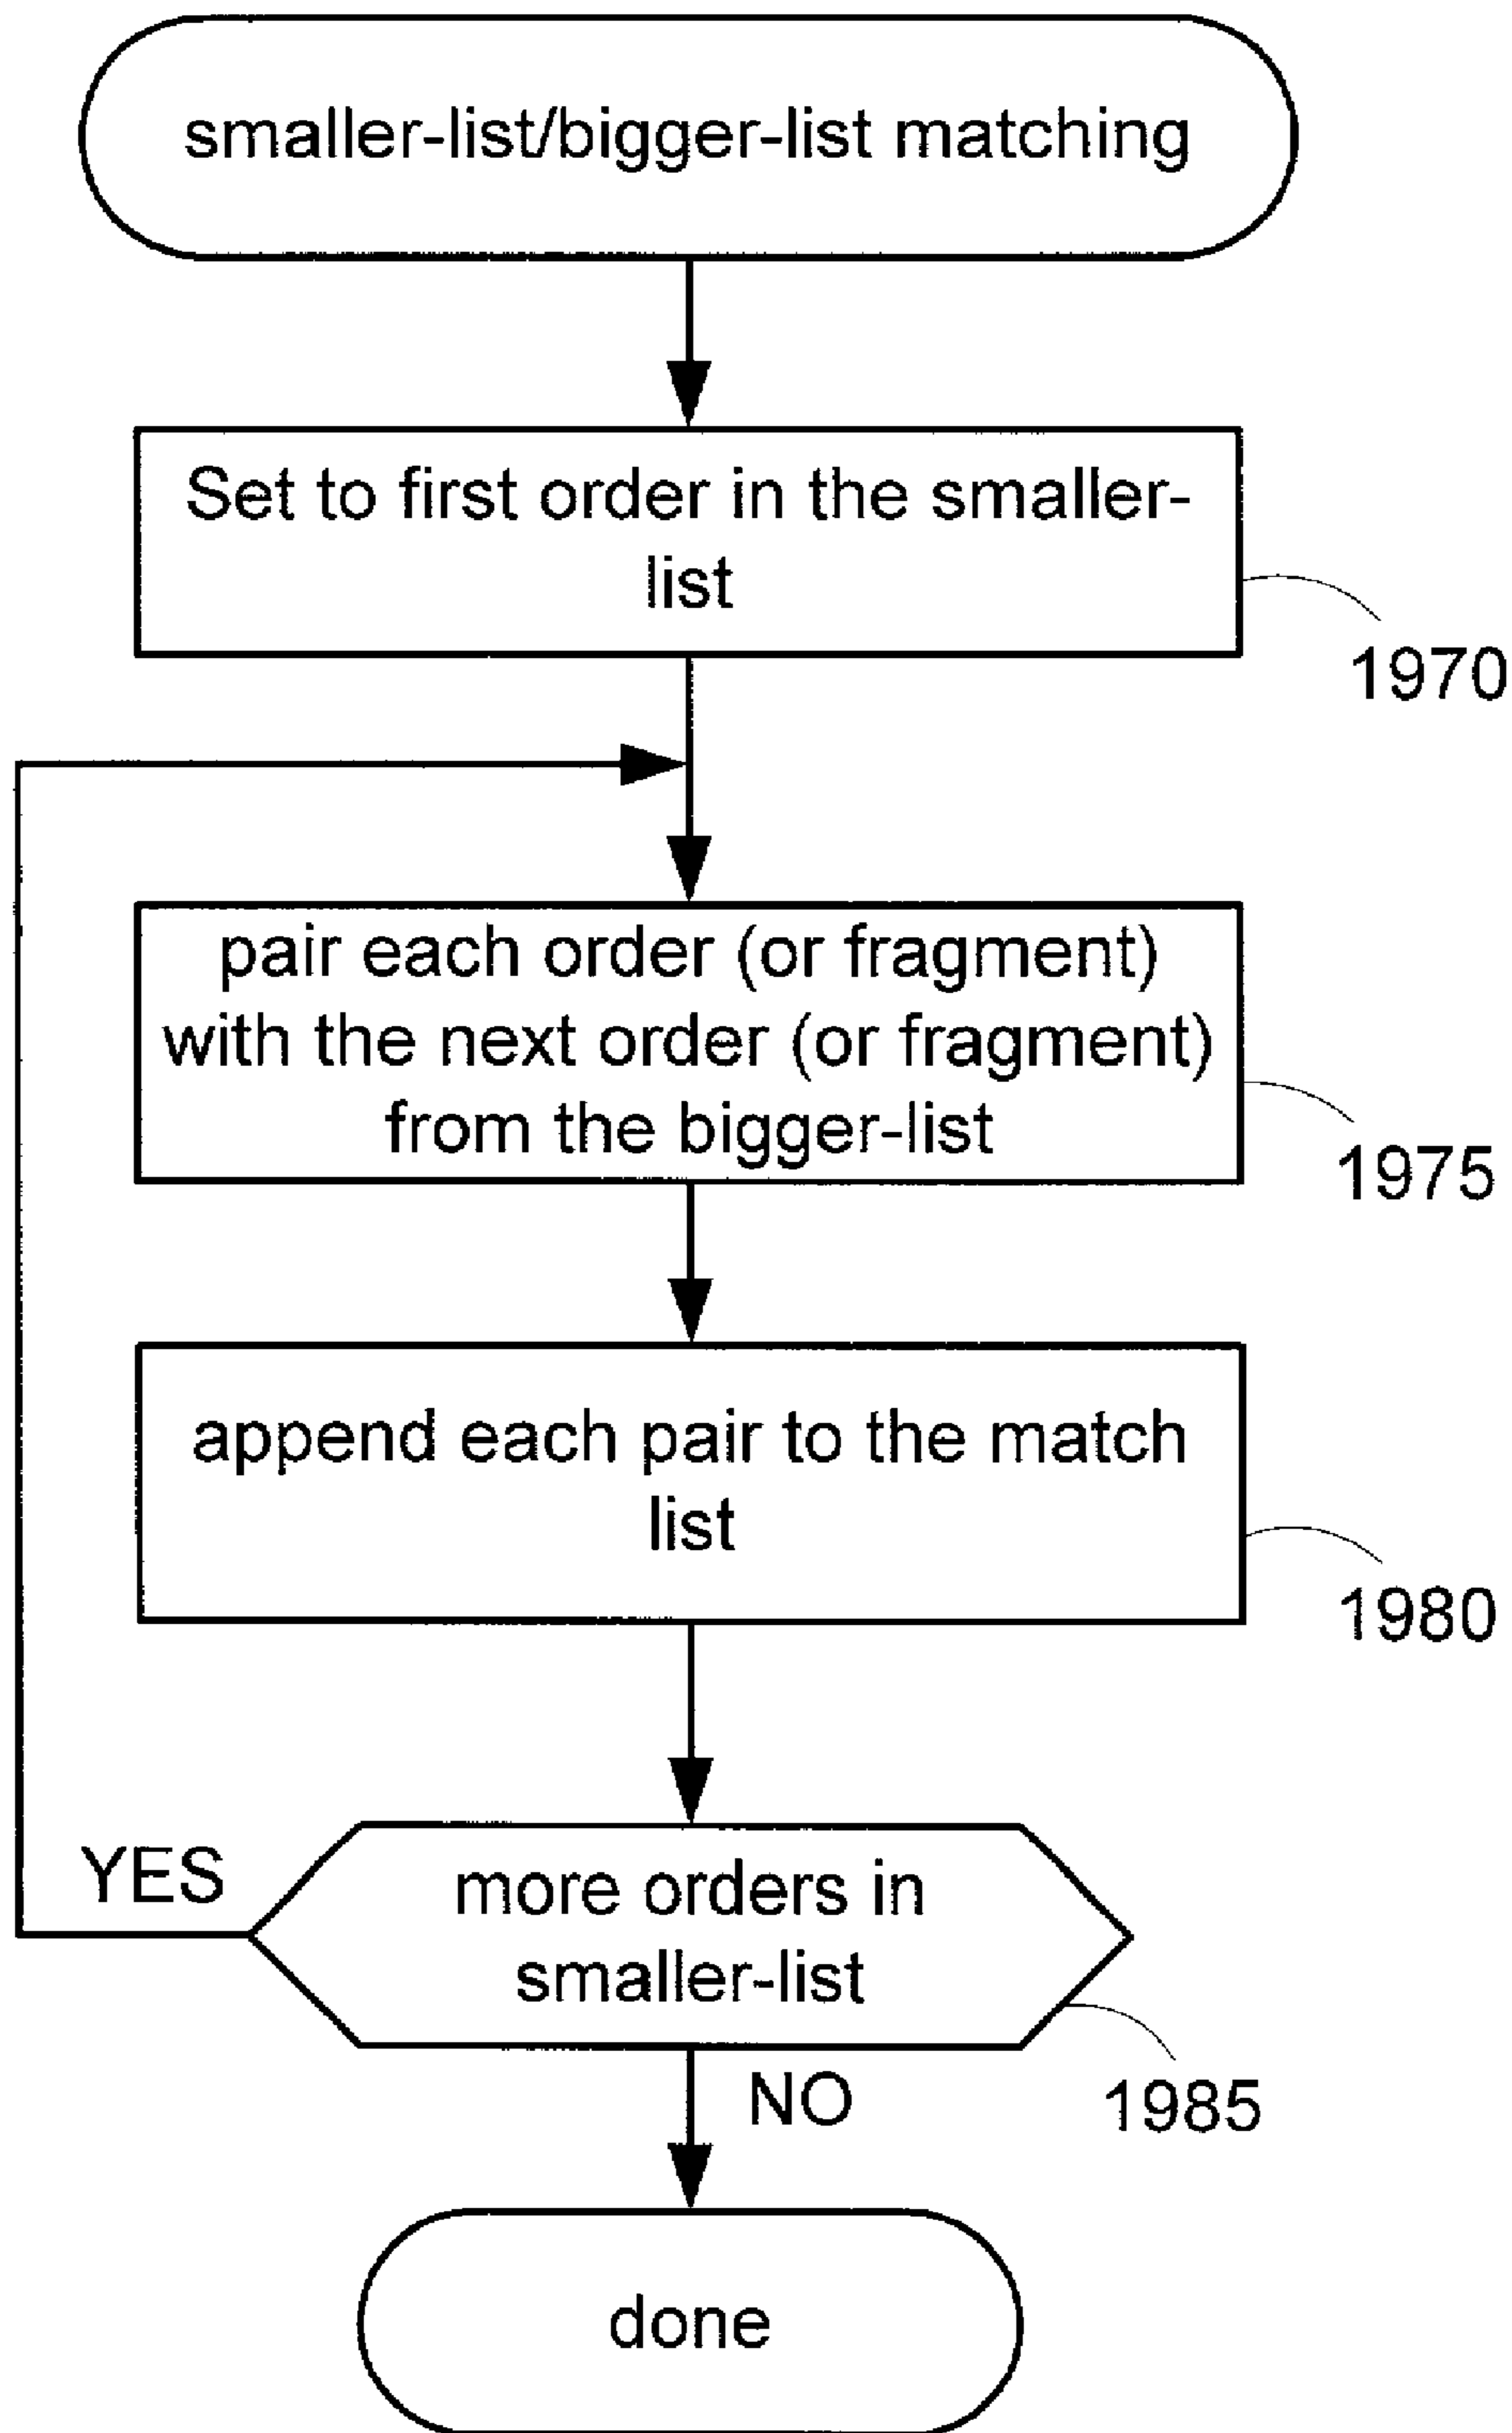 smaller-list/bigger-list matching
Set to first order in the smaller-
list
1970
pair each order (or fragment)
with the next order (or fragment)
from the bigger-list
1975
append each pair to the match
list
1980
more orders in
smaller-list
YES
1985
NO
done